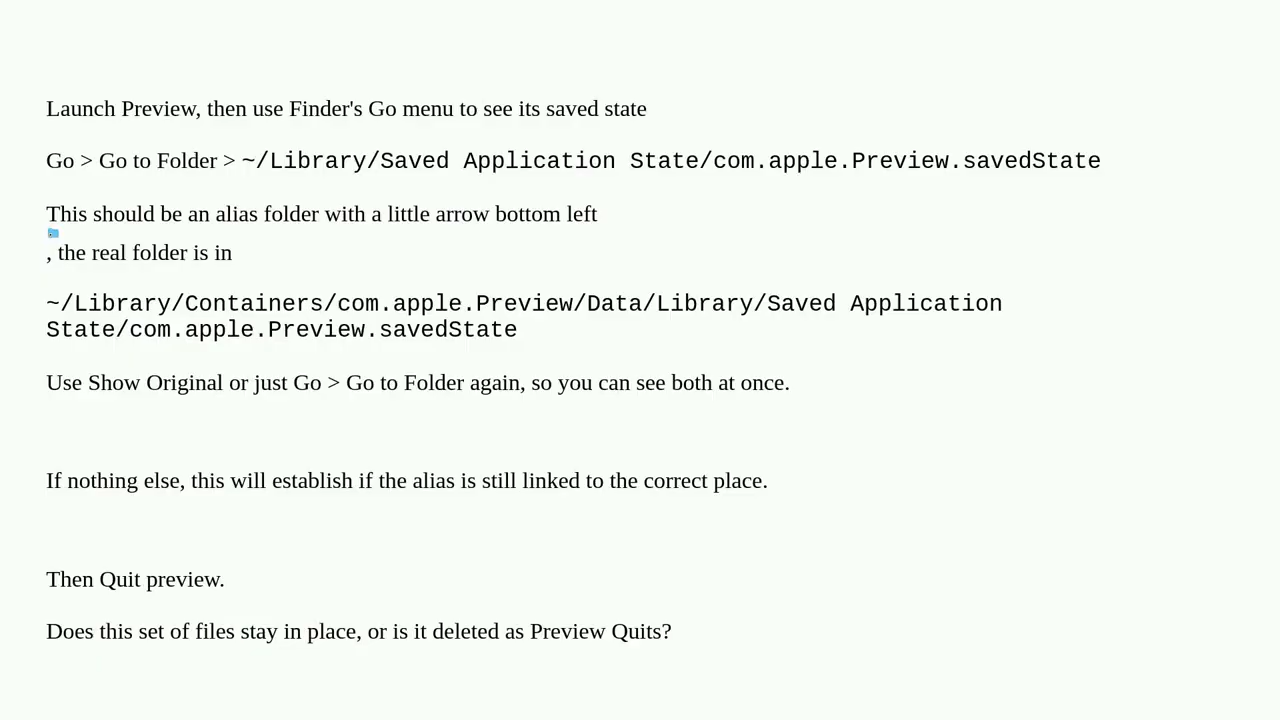 Launch Preview, then use Finder's Go menu to see its saved state
Go > Go to Folder > ~/Library/Saved Application State/com.apple.Preview.savedState
This should be an alias folder with a little arrow bottom left
, the real folder is in
~/Library/Containers/com.apple.Preview/Data/Library/Saved Application
State/com.apple.Preview.savedState
Use Show Original or just Go > Go to Folder again, so you can see both at once.
If nothing else, this will establish if the alias is still linked to the correct place.
Then Quit preview.
Does this set of files stay in place, or is it deleted as Preview Quits?